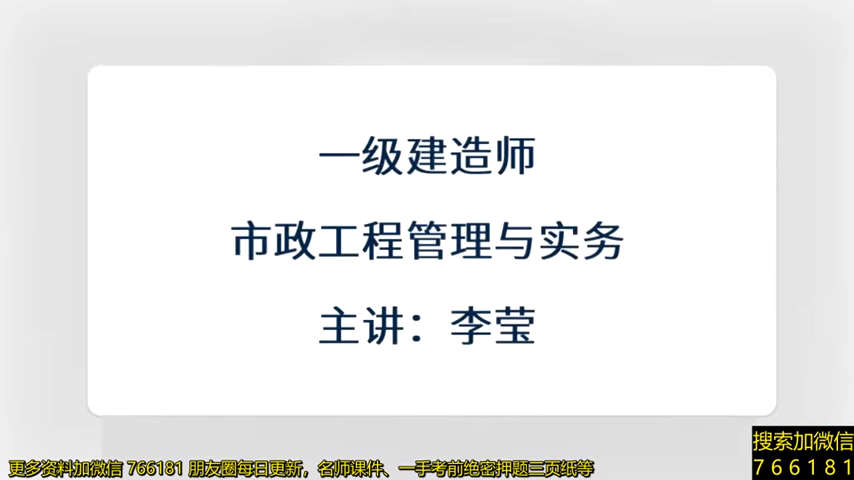 一级建造师
市政工程管理与实务
主讲：李莹
更多资料加微信 766181 朋友圈每日更新，名师课件、一手考前绝密押题三页纸等
搜索加微信
766181